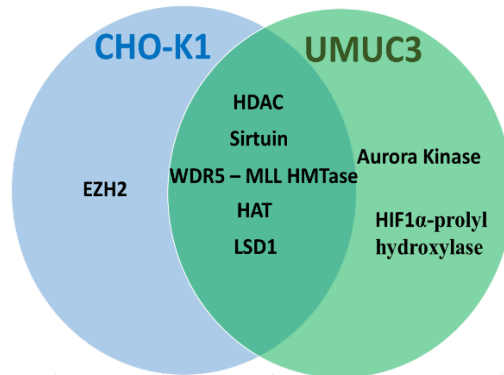 CHO-K1
UMUC3
HDAC
Sirtuin
WDR5 – MLL HMTase
HAT
LSD1
EZH2
Aurora Kinase
HIF1α-prolyl
hydroxylase